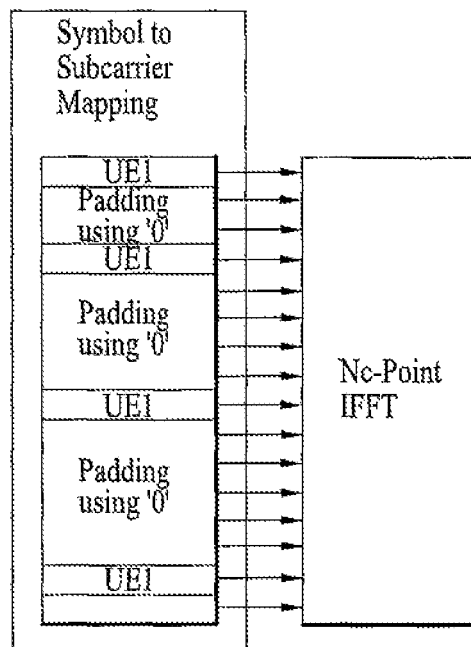 Symbol to
Subcarrier
Mapping
UE1
Padding
using '0'
UE1
Padding
using '0'
UE1
Padding
using '0'
UE1
Nc-Point
IFFT